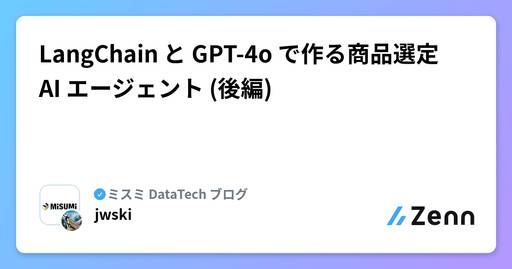 LangChain と GPT-4o で作る商品選定
AI エージェント (後編)
MiSUMi
ミスミ DataTech ブログ
jwski
Zenn